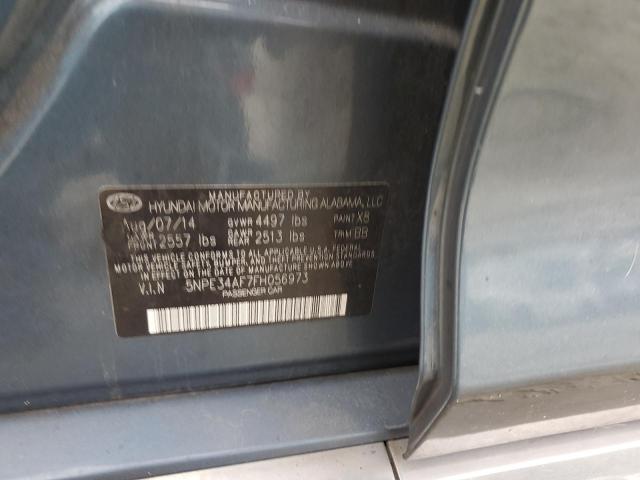 MANUFACTURED BY
HYUNDAI MOTOR MANUFACTURING ALABAMA, LLC
Aug/07/14 GVWR 4497 lbs PAINT X8
FRONT 2557 lbs GAWR REAR 2513 lbs TRIM BB
THIS VEHICLE CONFORMS TO ALL APPLICABLE U.S.A. FEDERAL
MOTOR VEHICLE SAFETY, BUMPER, AND THEFT PREVENTION STANDARDS
IN EFFECT ON THE DATE OF MANUFACTURE SHOWN ABOVE.
V.I.N 5NPE34AF7FH056973
PASSENGER CAR